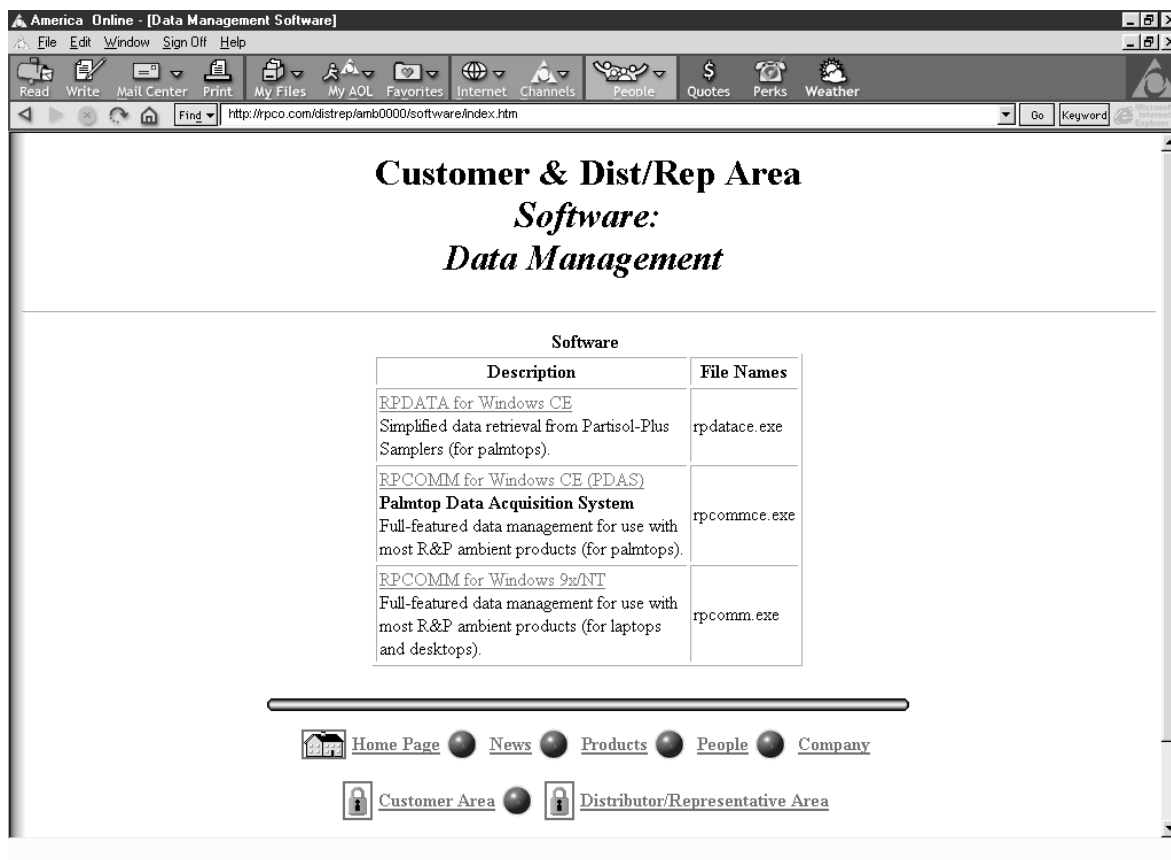 America Online - [Data Management Software]
File Edit Window Sign Off Help
Read Write Mail Center Print My Files My AOL Favorites Internet Channels People Quotes Perks Weather
Find http://rpco.com/distrep/amb0000/software/index.htm Go Keyword Microsoft Internet Explorer
Customer & Dist/Rep Area
Software:
Data Management
Software
Description File Names
RPDATA for Windows CE
Simplified data retrieval from Partisol-Plus
Samplers (for palmtops).
rpdatace.exe
RPCOMM for Windows CE (PDAS)
Palmtop Data Acquisition System
Full-featured data management for use with
most R&P ambient products (for palmtops).
rpcommce.exe
RPCOMM for Windows 9x/NT
Full-featured data management for use with
most R&P ambient products (for laptops
and desktops).
rpcomm.exe
Home Page News Products People Company
Customer Area Distributor/Representative Area